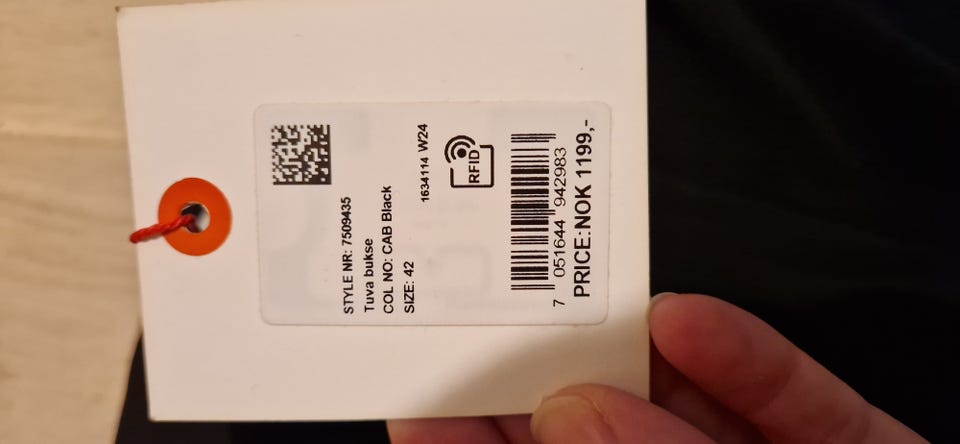 STYLE NR: 7509435
Tuva bukse
COL NO: CAB Black
SIZE: 42
1634114 W24
RFID
7 051644 942983
PRICE:NOK 1199,-